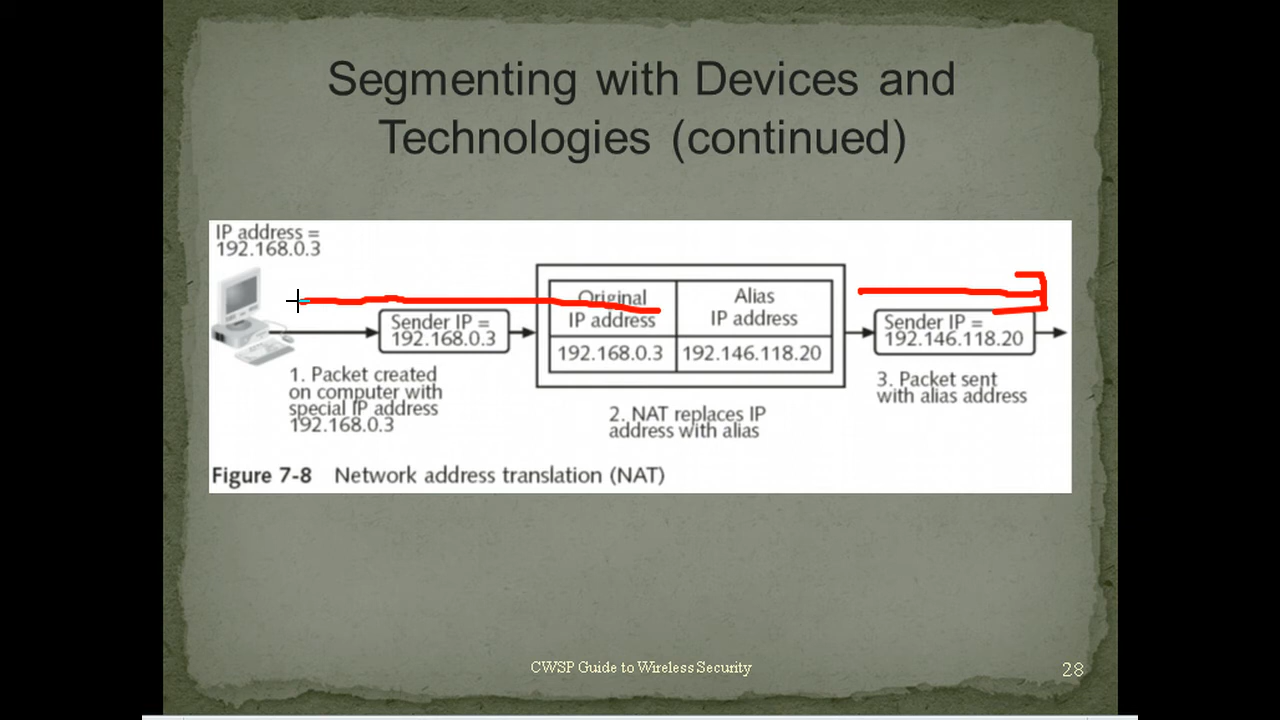 Segmenting with Devices and
Technologies (continued)
IP address =
192.168.0.3
Sender IP =
192.168.0.3
Original
IP address
Alias
IP address
192.168.0.3
192.146.118.20
Sender IP =
192.146.118.20
1. Packet created
on computer with
special IP address
192.168.0.3
2. NAT replaces IP
address with alias
3. Packet sent
with alias address
Figure 7-8 Network address translation (NAT)
CWSP Guide to Wireless Security
28